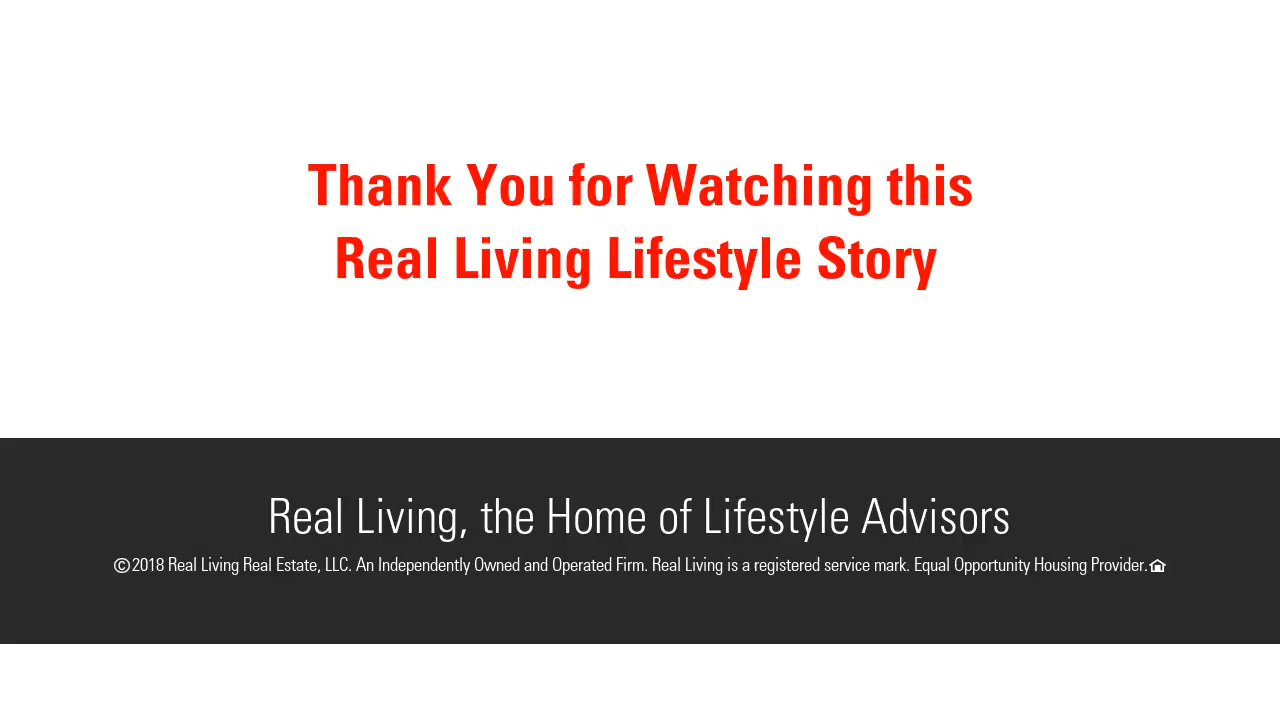 Thank You for Watching this
Real Living Lifestyle Story
Real Living, the Home of Lifestyle Advisors
©2018 Real Living Real Estate, LLC. An Independently Owned and Operated Firm. Real Living is a registered service mark. Equal Opportunity Housing Provider.